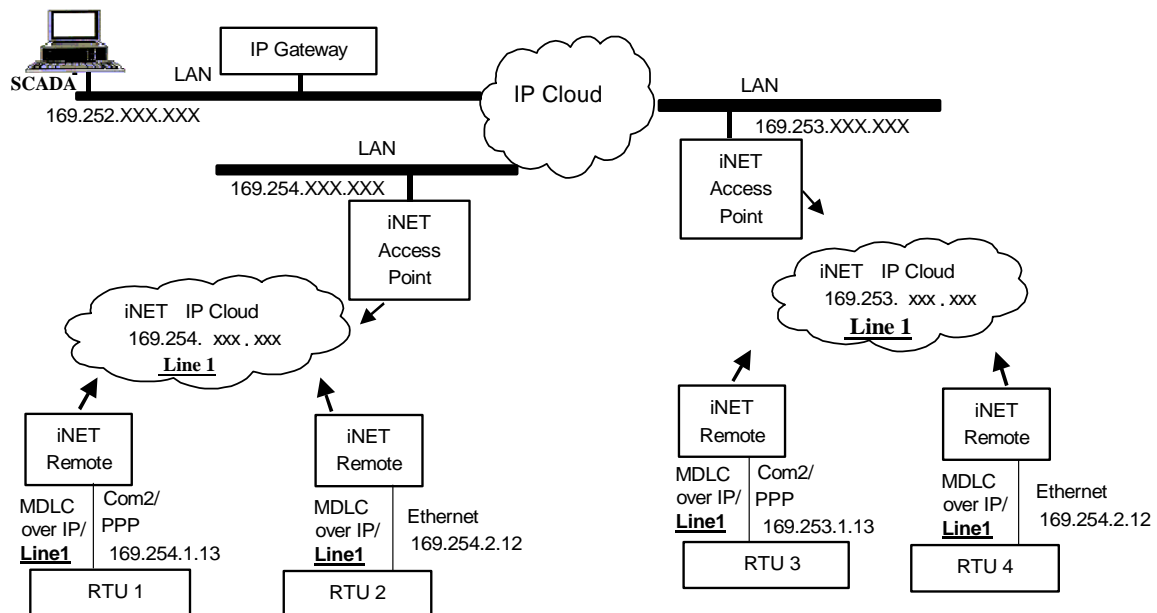 IP Gateway
SCADA
LAN
IP Cloud
169.252.XXX.XXX
LAN
169.253.XXX.XXX
LAN
169.254.XXX.XXX
iNET
Access
Point
iNET
Access
Point
iNET IP Cloud
169.254. xxx . xxx
Line 1
iNET IP Cloud
169.253. xxx . xxx
Line 1
iNET
Remote
iNET
Remote
iNET
Remote
iNET
Remote
MDLC
over IP/
Line1
Com2/
PPP
169.254.1.13
MDLC
over IP/
Line1
Ethernet
169.254.2.12
MDLC
over IP/
Line1
Com2/
PPP
169.253.1.13
MDLC
over IP/
Line1
Ethernet
169.254.2.12
RTU 1
RTU 2
RTU 3
RTU 4